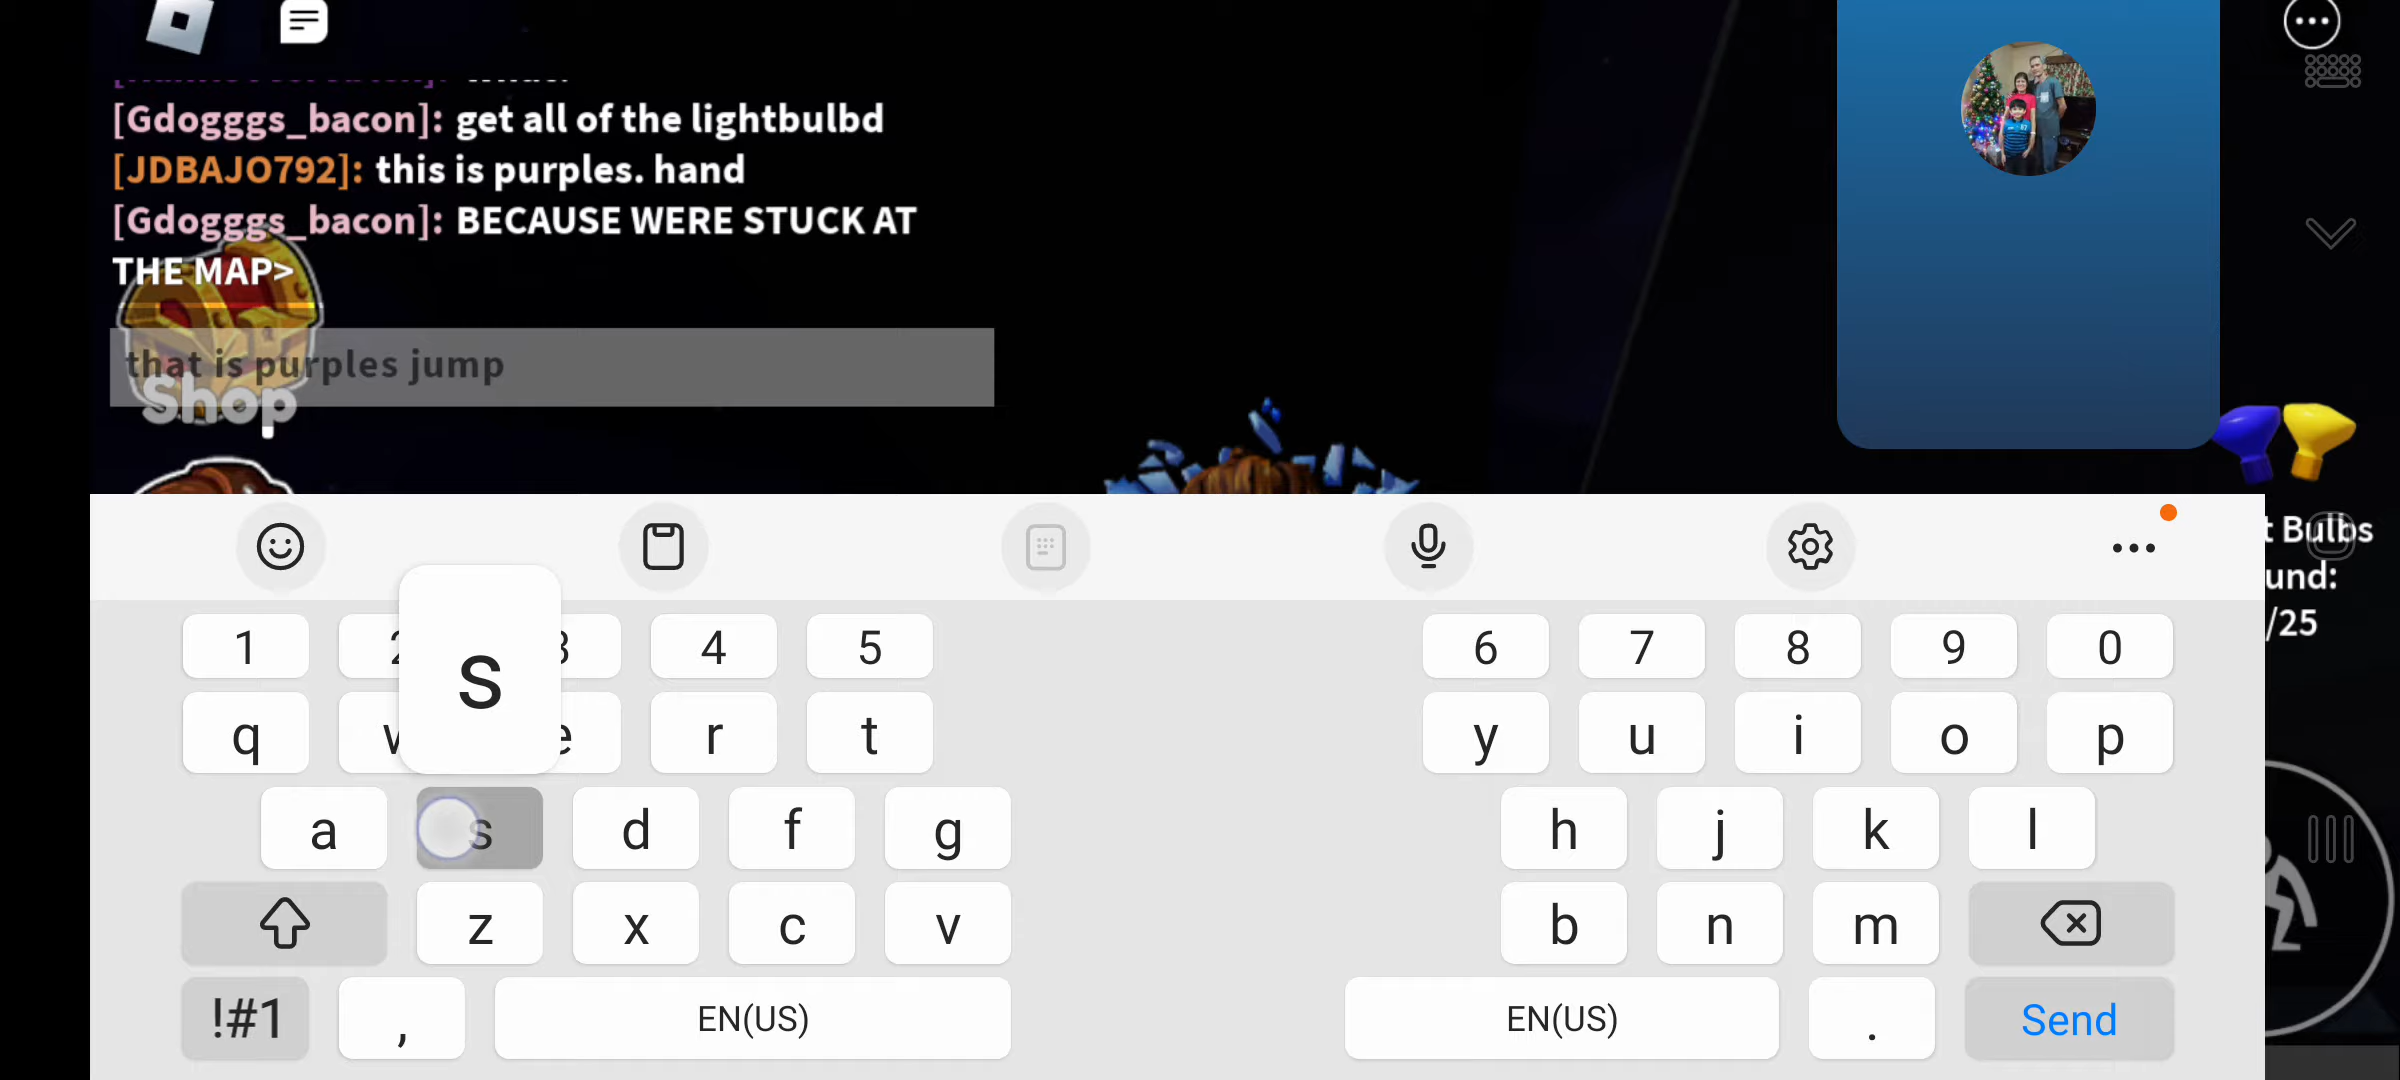 [Gdogggs_bacon]: get all of the lightbulbd
[JDBAJO792]: this is purples. hand
[Gdogggs_bacon]: BECAUSE WERE STUCK AT
THE MAP>
that is purples jump
Shop
t Bulbs
und:
/25
s
1 2 3 4 5 6 7 8 9 0
q w e r t y u i o p
a s d f g h j k l
z x c v b n m
!#1 , EN(US) EN(US) . Send